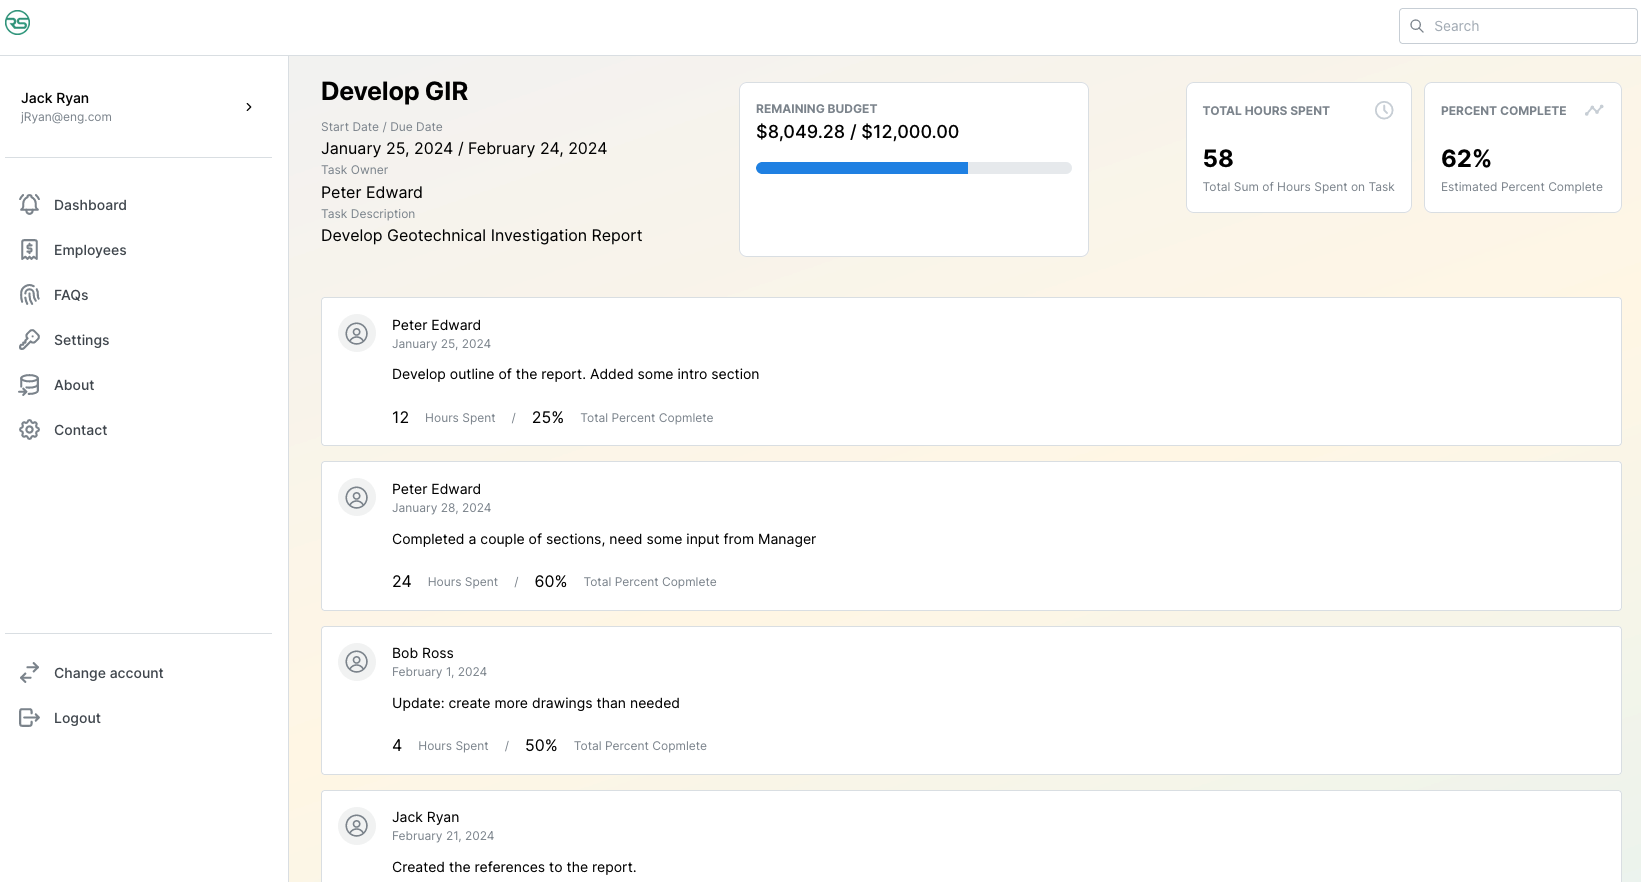 RS
Search
Jack Ryan
jRyan@eng.com
Dashboard
Employees
FAQs
Settings
About
Contact
Change account
Logout
Develop GIR
Start Date / Due Date
January 25, 2024 / February 24, 2024
Task Owner
Peter Edward
Task Description
Develop Geotechnical Investigation Report
REMAINING BUDGET
$8,049.28 / $12,000.00
TOTAL HOURS SPENT
58
Total Sum of Hours Spent on Task
PERCENT COMPLETE
62%
Estimated Percent Complete
Peter Edward
January 25, 2024
Develop outline of the report. Added some intro section
12 Hours Spent / 25% Total Percent Copmlete
Peter Edward
January 28, 2024
Completed a couple of sections, need some input from Manager
24 Hours Spent / 60% Total Percent Copmlete
Bob Ross
February 1, 2024
Update: create more drawings than needed
4 Hours Spent / 50% Total Percent Copmlete
Jack Ryan
February 21, 2024
Created the references to the report.